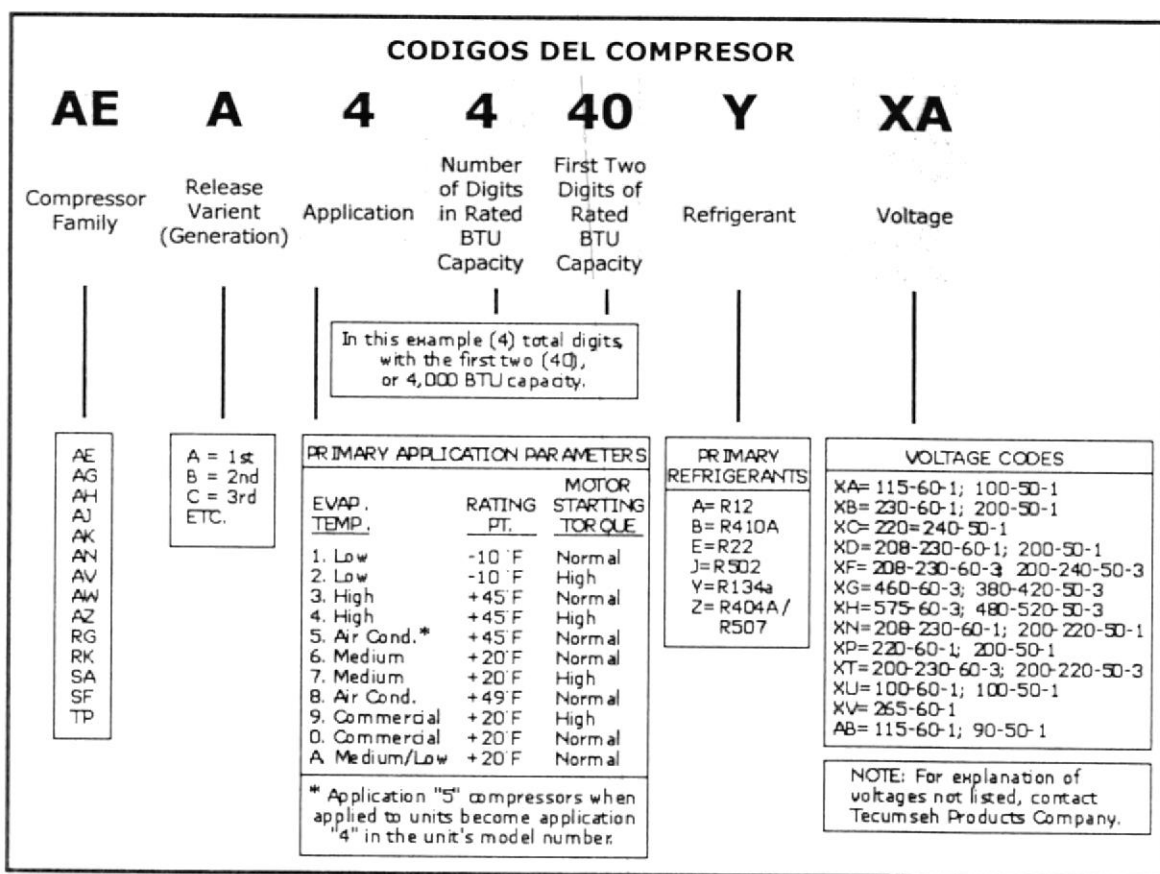 CODIGOS DEL COMPRESOR
AE A 4 4 40 Y XA
Compressor
Family
Release
Varient
(Generation)
Application
Number
of Digits
in Rated
BTU
Capacity
First Two
Digits of
Rated
BTU
Capacity
Refrigerant
Voltage
In this example (4) total digits,
with the first two (40),
or 4,000 BTU capacity.
AE
AG
AH
AJ
AK
AN
AV
AW
AZ
RG
RK
SA
SF
TP
A = 1st
B = 2nd
C = 3rd
ETC.
PRIMARY APPLICATION PARAMETERS
EVAP.
TEMP.
RATING
PT.
MOTOR
STARTING
TORQUE
1. Low -10°F Normal
2. Low -10°F High
3. High +45°F Normal
4. High +45°F High
5. Air Cond.* +45°F Normal
6. Medium +20°F Normal
7. Medium +20°F High
8. Air Cond. +49°F Normal
9. Commercial +20°F High
0. Commercial +20°F Normal
A Medium/Low +20°F Normal
* Application "5" compressors when
applied to units become application
"4" in the unit's model number.
PRIMARY
REFRIGERANTS
A=R12
B=R410A
E=R22
J=R502
Y=R134a
Z=R404A/
R507
VOLTAGE CODES
XA=115-60-1; 100-50-1
XB=230-60-1; 200-50-1
XC=220=240-50-1
XD=208-230-60-1; 200-50-1
XF=208-230-60-3; 200-240-50-3
XG=460-60-3; 380-420-50-3
XH=575-60-3; 480-520-50-3
XN=208-230-60-1; 200-220-50-1
XP=220-60-1; 200-50-1
XT=200-230-60-3; 200-220-50-3
XU=100-60-1; 100-50-1
XV=265-60-1
AB=115-60-1; 90-50-1
NOTE: For explanation of
voltages not listed, contact
Tecumseh Products Company.